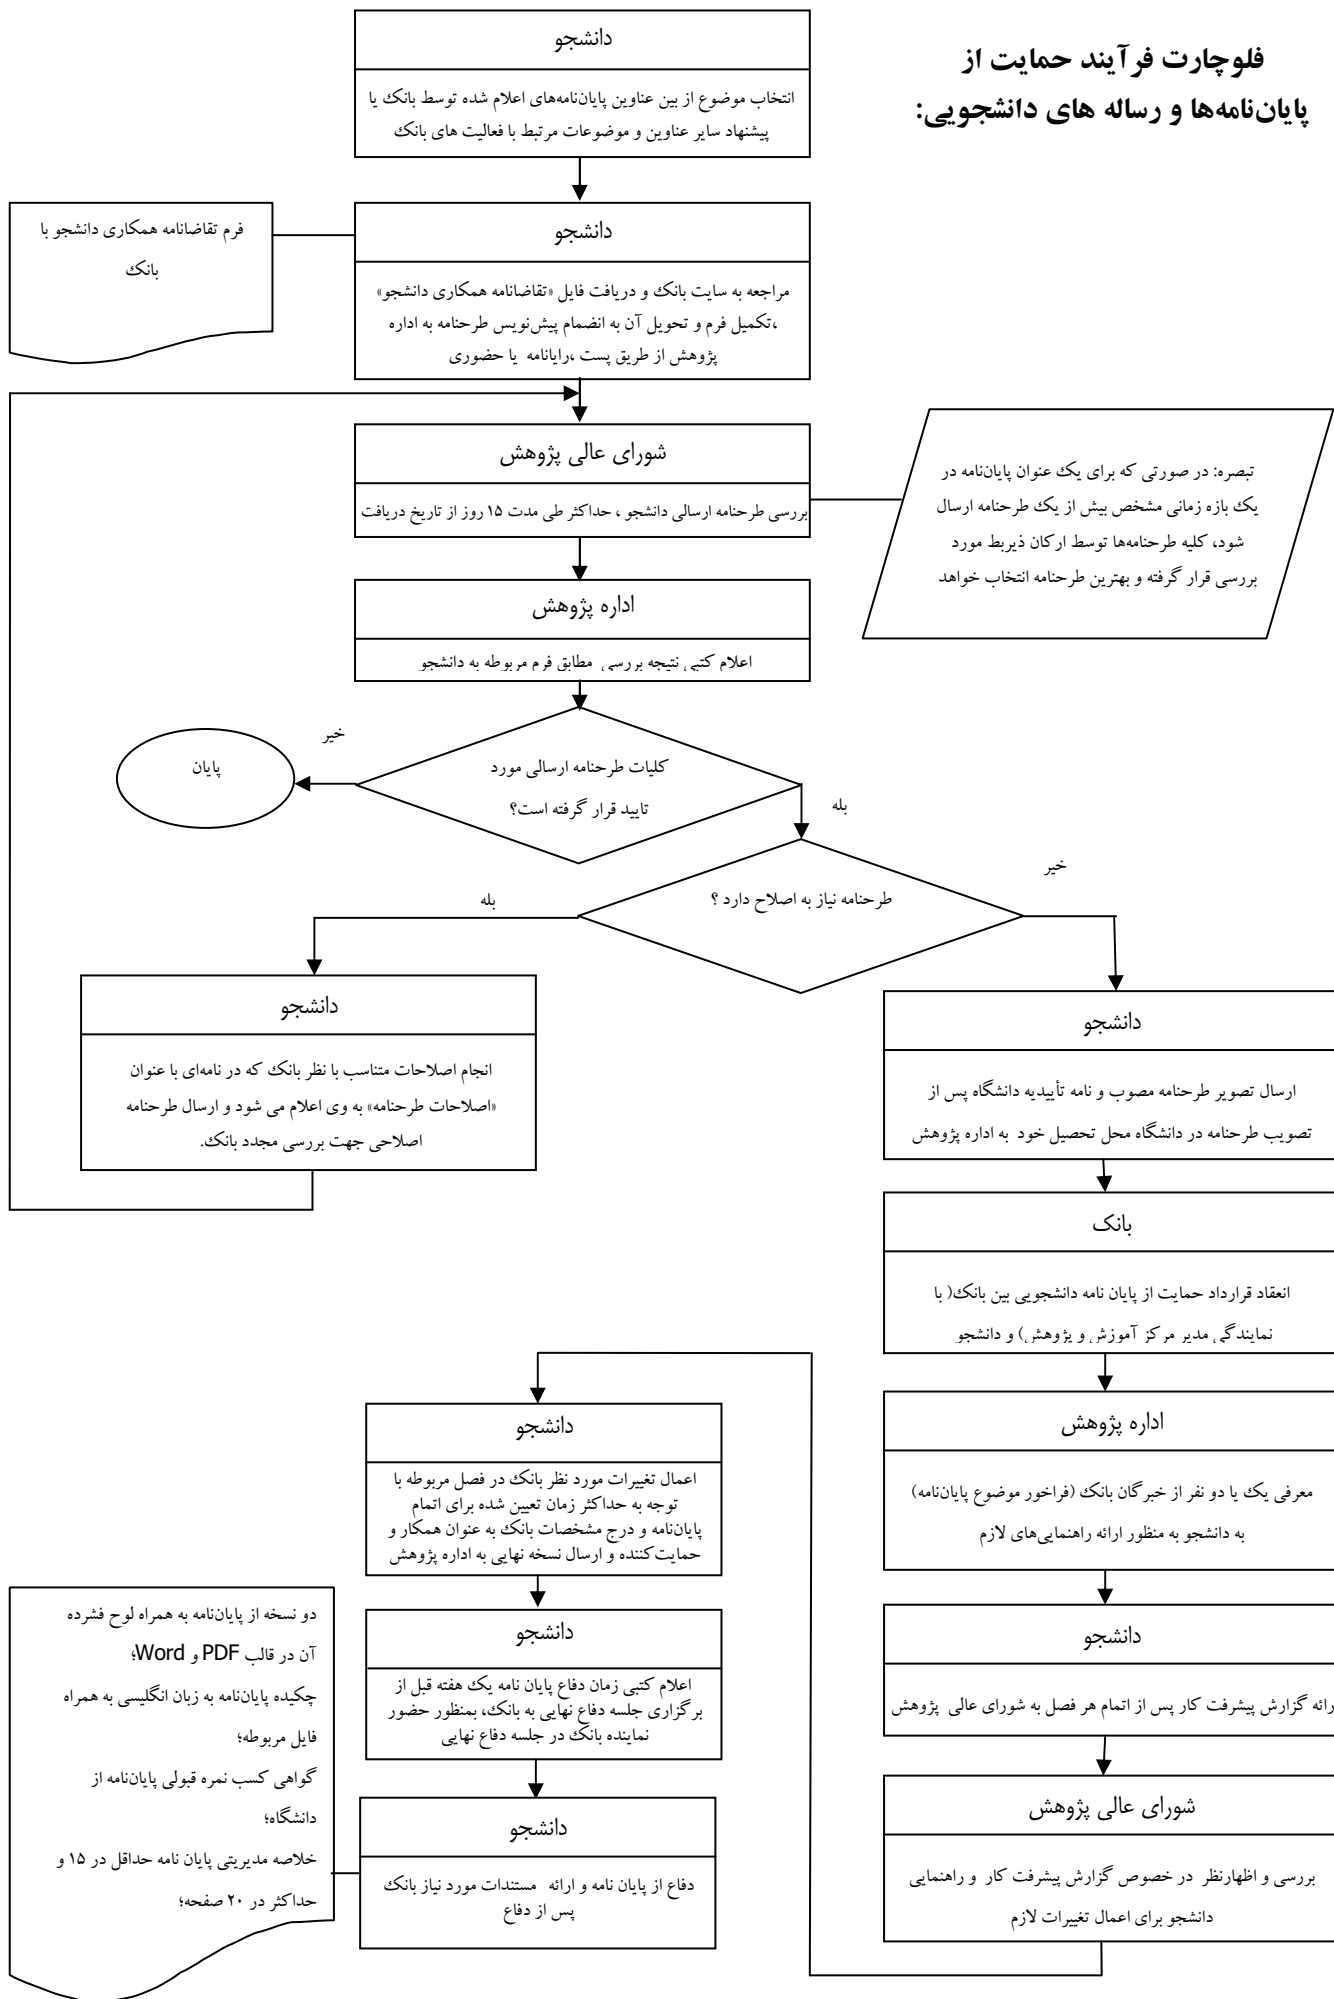 فلوچارت فرآیند حمایت از
پایان‌نامه‌ها و رساله های دانشجویی:
دانشجو
انتخاب موضوع از بین عناوین پایان‌نامه‌های اعلام شده توسط بانک یا
پیشنهاد سایر عناوین و موضوعات مرتبط با فعالیت های بانک
دانشجو
مراجعه به سایت بانک و دریافت فایل «تقاضانامه همکاری دانشجو»
،تکمیل فرم و تحویل آن به انضمام پیش‌نویس طرحنامه به اداره
پژوهش از طریق پست ،رایانامه یا حضوری
فرم تقاضانامه همکاری دانشجو با
بانک
شورای عالی پژوهش
بررسی طرحنامه ارسالی دانشجو ، حداکثر طی مدت ۱۵ روز از تاریخ دریافت
تبصره: در صورتی که برای یک عنوان پایان‌نامه در
یک بازه زمانی مشخص بیش از یک طرحنامه ارسال
شود، کلیه طرحنامه‌ها توسط ارکان ذیربط مورد
بررسی قرار گرفته و بهترین طرحنامه انتخاب خواهد
اداره پژوهش
اعلام کتبی نتیجه بررسی مطابق فرم مربوطه به دانشجو
کلیات طرحنامه ارسالی مورد
تایید قرار گرفته است؟
خیر
پایان
بله
طرحنامه نیاز به اصلاح دارد ؟
خیر
بله
دانشجو
انجام اصلاحات متناسب با نظر بانک که در نامه‌ای با عنوان
«اصلاحات طرحنامه» به وی اعلام می شود و ارسال طرحنامه
اصلاحی جهت بررسی مجدد بانک.
دانشجو
ارسال تصویر طرحنامه مصوب و نامه تأییدیه دانشگاه پس از
تصویب طرحنامه در دانشگاه محل تحصیل خود به اداره پژوهش
بانک
انعقاد قرارداد حمایت از پایان نامه دانشجویی بین بانک( با
نمایندگی مدیر مرکز آموزش و پژوهش) و دانشجو
اداره پژوهش
معرفی یک یا دو نفر از خبرگان بانک (فراخور موضوع پایان‌نامه)
به دانشجو به منظور ارائه راهنمایی‌های لازم
دانشجو
رائه گزارش پیشرفت کار پس از اتمام هر فصل به شورای عالی پژوهش
شورای عالی پژوهش
بررسی و اظهارنظر در خصوص گزارش پیشرفت کار و راهنمایی
دانشجو برای اعمال تغییرات لازم
دانشجو
اعمال تغییرات مورد نظر بانک در فصل مربوطه با
توجه به حداکثر زمان تعیین شده برای اتمام
پایان‌نامه و درج مشخصات بانک به عنوان همکار و
حمایت‌کننده و ارسال نسخه نهایی به اداره پژوهش
دانشجو
اعلام کتبی زمان دفاع پایان نامه یک هفته قبل از
برگزاری جلسه دفاع نهایی به بانک، بمنظور حضور
نماینده بانک در جلسه دفاع نهایی
دانشجو
دفاع از پایان نامه و ارائه مستندات مورد نیاز بانک
پس از دفاع
دو نسخه از پایان‌نامه به همراه لوح فشرده
آن در قالب PDF و Word؛
چکیده پایان‌نامه به زبان انگلیسی به همراه
فایل مربوطه؛
گواهی کسب نمره قبولی پایان‌نامه از
دانشگاه؛
خلاصه مدیریتی پایان نامه حداقل در ۱۵ و
حداکثر در ۲۰ صفحه؛